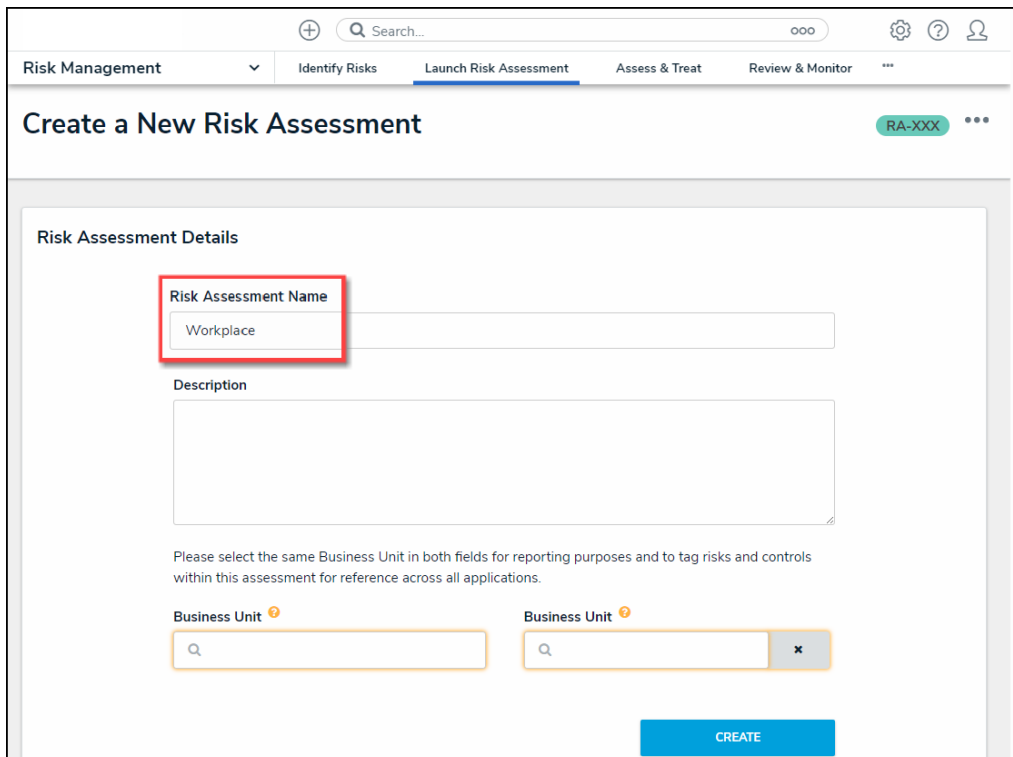 Search...
Risk Management
Identify Risks
Launch Risk Assessment
Assess & Treat
Review & Monitor
Create a New Risk Assessment
RA-XXX
Risk Assessment Details
Risk Assessment Name
Workplace
Description
Please select the same Business Unit in both fields for reporting purposes and to tag risks and controls
within this assessment for reference across all applications.
Business Unit
Business Unit
CREATE